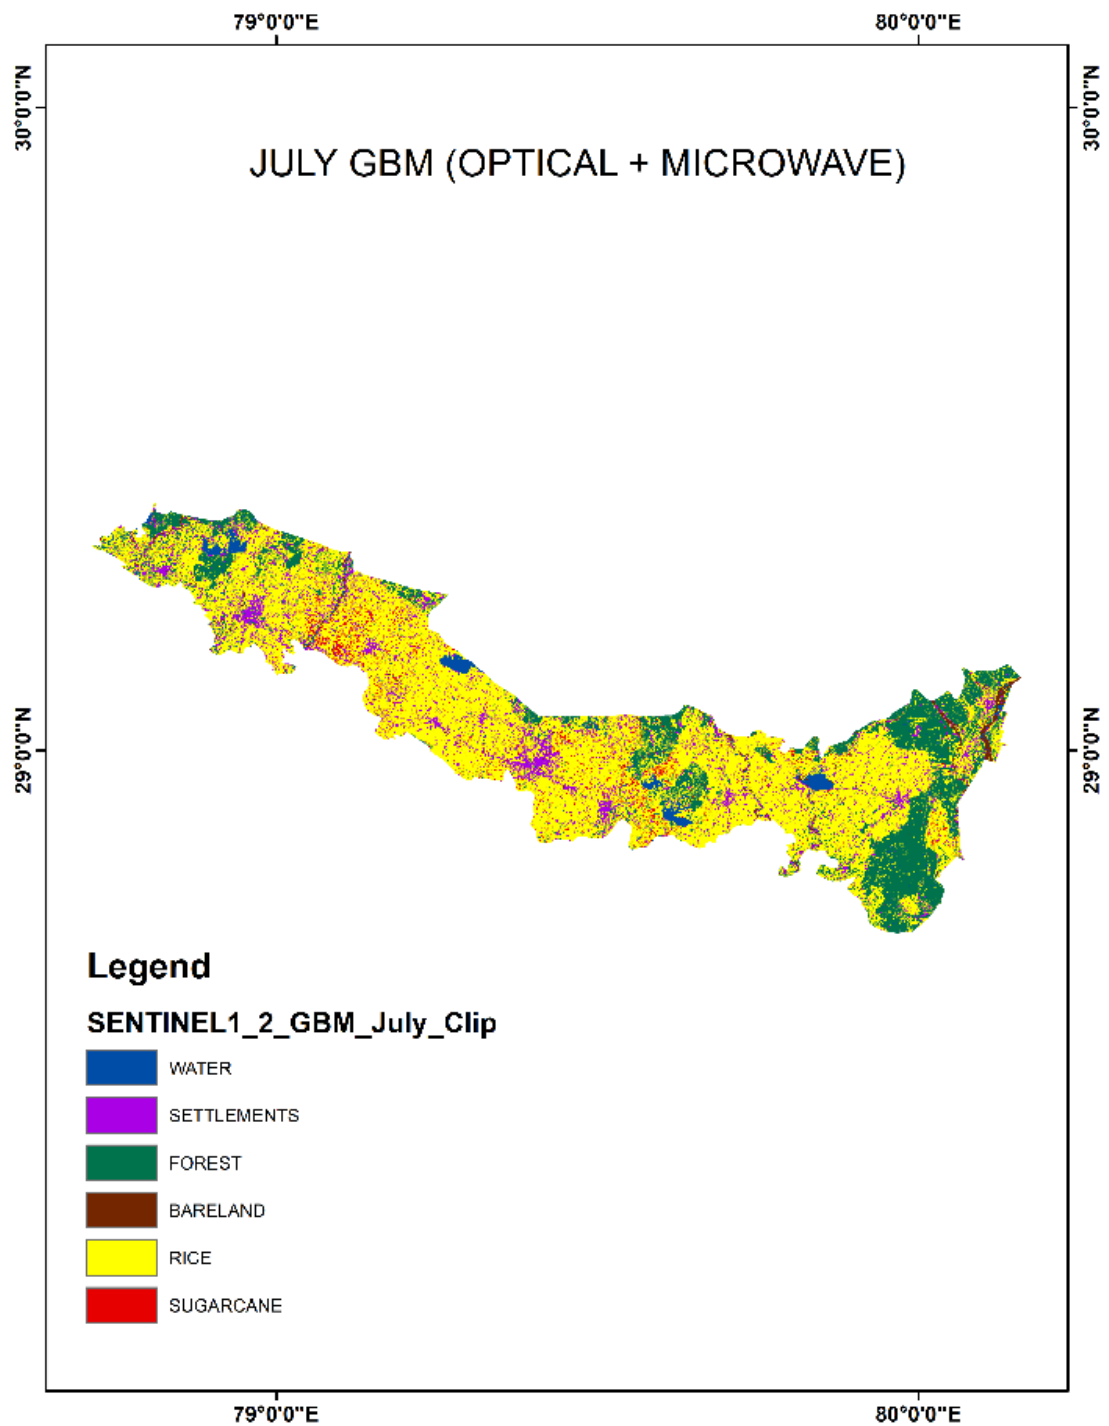 79°0'0"E 80°0'0"E
30°0'0"N 30°0'0"N
JULY GBM (OPTICAL + MICROWAVE)
29°0'0"N 29°0'0"N
Legend
SENTINEL1_2_GBM_July_Clip
WATER
SETTLEMENTS
FOREST
BARELAND
RICE
SUGARCANE
79°0'0"E 80°0'0"E